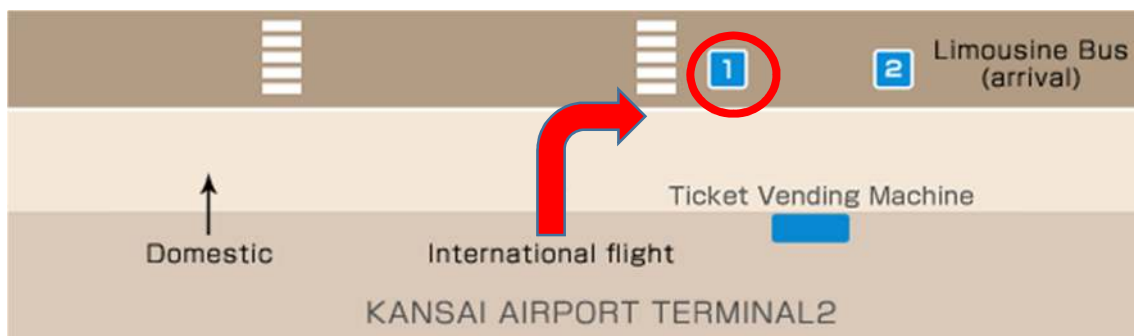 1
2
Limousine Bus
(arrival)
Ticket Vending Machine
Domestic
International flight
KANSAI AIRPORT TERMINAL2